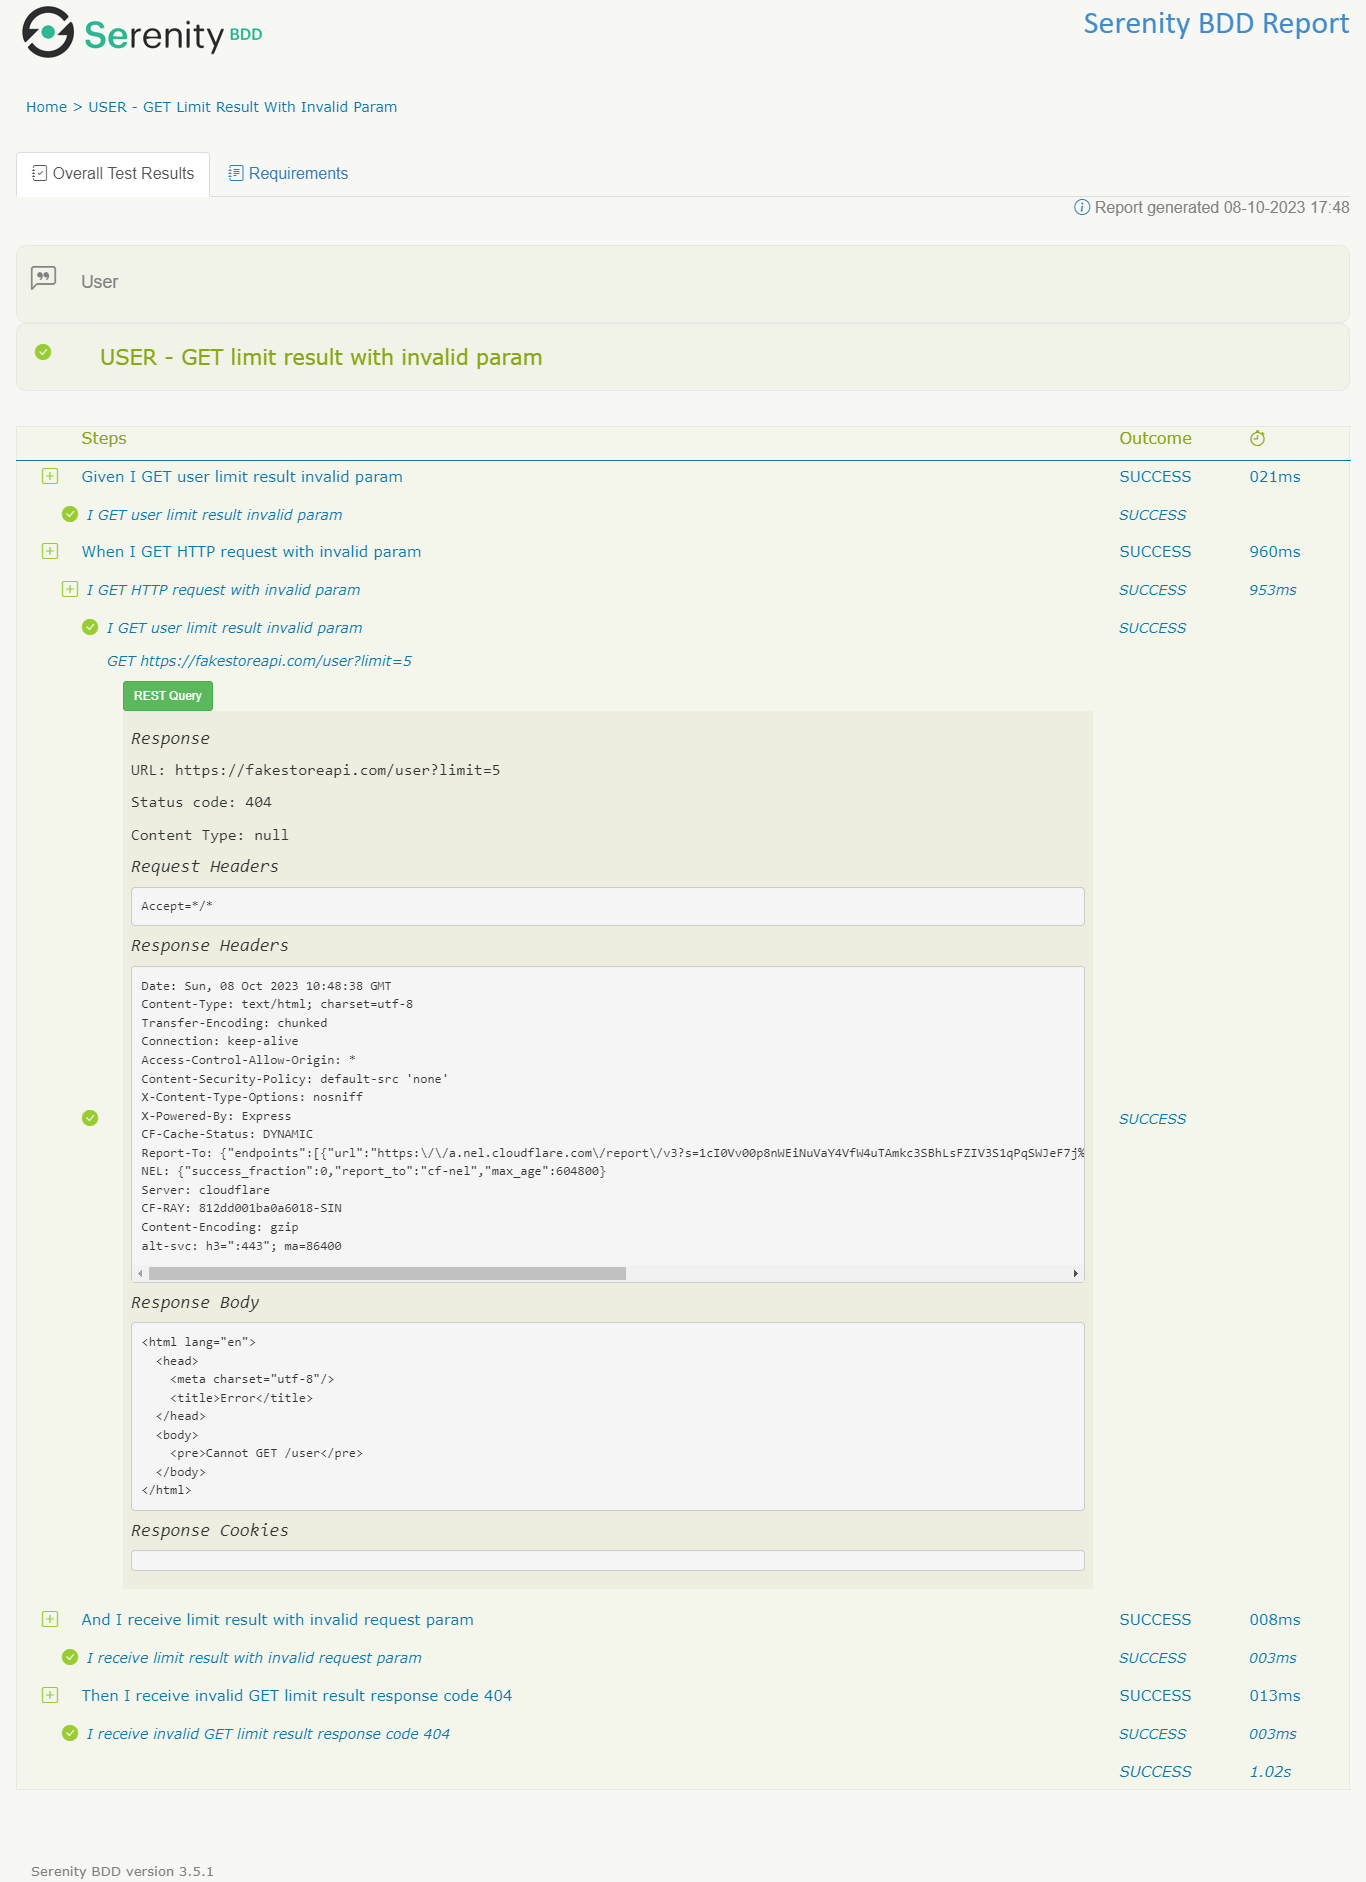 Serenity BDD
Serenity BDD Report
Home > USER - GET Limit Result With Invalid Param
Overall Test Results
Requirements
Report generated 08-10-2023 17:48
User
USER - GET limit result with invalid param
Steps Outcome
Given I GET user limit result invalid param SUCCESS 021ms
I GET user limit result invalid param SUCCESS
When I GET HTTP request with invalid param SUCCESS 960ms
I GET HTTP request with invalid param SUCCESS 953ms
I GET user limit result invalid param SUCCESS
GET https://fakestoreapi.com/user?limit=5
REST Query
Response
URL: https://fakestoreapi.com/user?limit=5
Status code: 404
Content Type: null
Request Headers
Accept=*/*
Response Headers
Date: Sun, 08 Oct 2023 10:48:38 GMT
Content-Type: text/html; charset=utf-8
Transfer-Encoding: chunked
Connection: keep-alive
Access-Control-Allow-Origin: *
Content-Security-Policy: default-src 'none'
X-Content-Type-Options: nosniff
X-Powered-By: Express
SUCCESS
CF-Cache-Status: DYNAMIC
Report-To: {"endpoints":[{"url":"https:\/\/a.nel.cloudflare.com\/report\/v3?s=1cI0Vv00p8nWEiNuVaY4VfW4uTAmkc3SBhLsFZIV3S1qPqSWJeF7j%
NEL: {"success_fraction":0,"report_to":"cf-nel","max_age":604800}
Server: cloudflare
CF-RAY: 812dd001ba0a6018-SIN
Content-Encoding: gzip
alt-svc: h3=":443"; ma=86400
Response Body
<html lang="en">
  <head>
    <meta charset="utf-8"/>
    <title>Error</title>
  </head>
  <body>
    <pre>Cannot GET /user</pre>
  </body>
</html>
Response Cookies
And I receive limit result with invalid request param SUCCESS 008ms
I receive limit result with invalid request param SUCCESS 003ms
Then I receive invalid GET limit result response code 404 SUCCESS 013ms
I receive invalid GET limit result response code 404 SUCCESS 003ms
SUCCESS 1.02s
Serenity BDD version 3.5.1